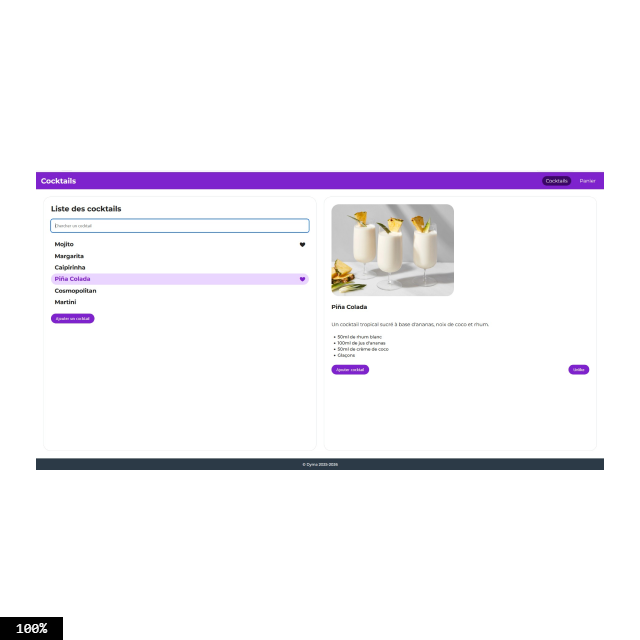 Cocktails
Cocktails Panier
Liste des cocktails
Chercher un cocktail
Mojito
Margarita
Caipirinha
Piña Colada
Cosmopolitan
Martini
Ajouter un cocktail
Piña Colada
Un cocktail tropical sucré à base d'ananas, noix de coco et rhum.
50ml de rhum blanc
100ml de jus d'ananas
50ml de crème de coco
Glaçons
Ajouter cocktail
Unlike
© Dyma 2025-2026
100%